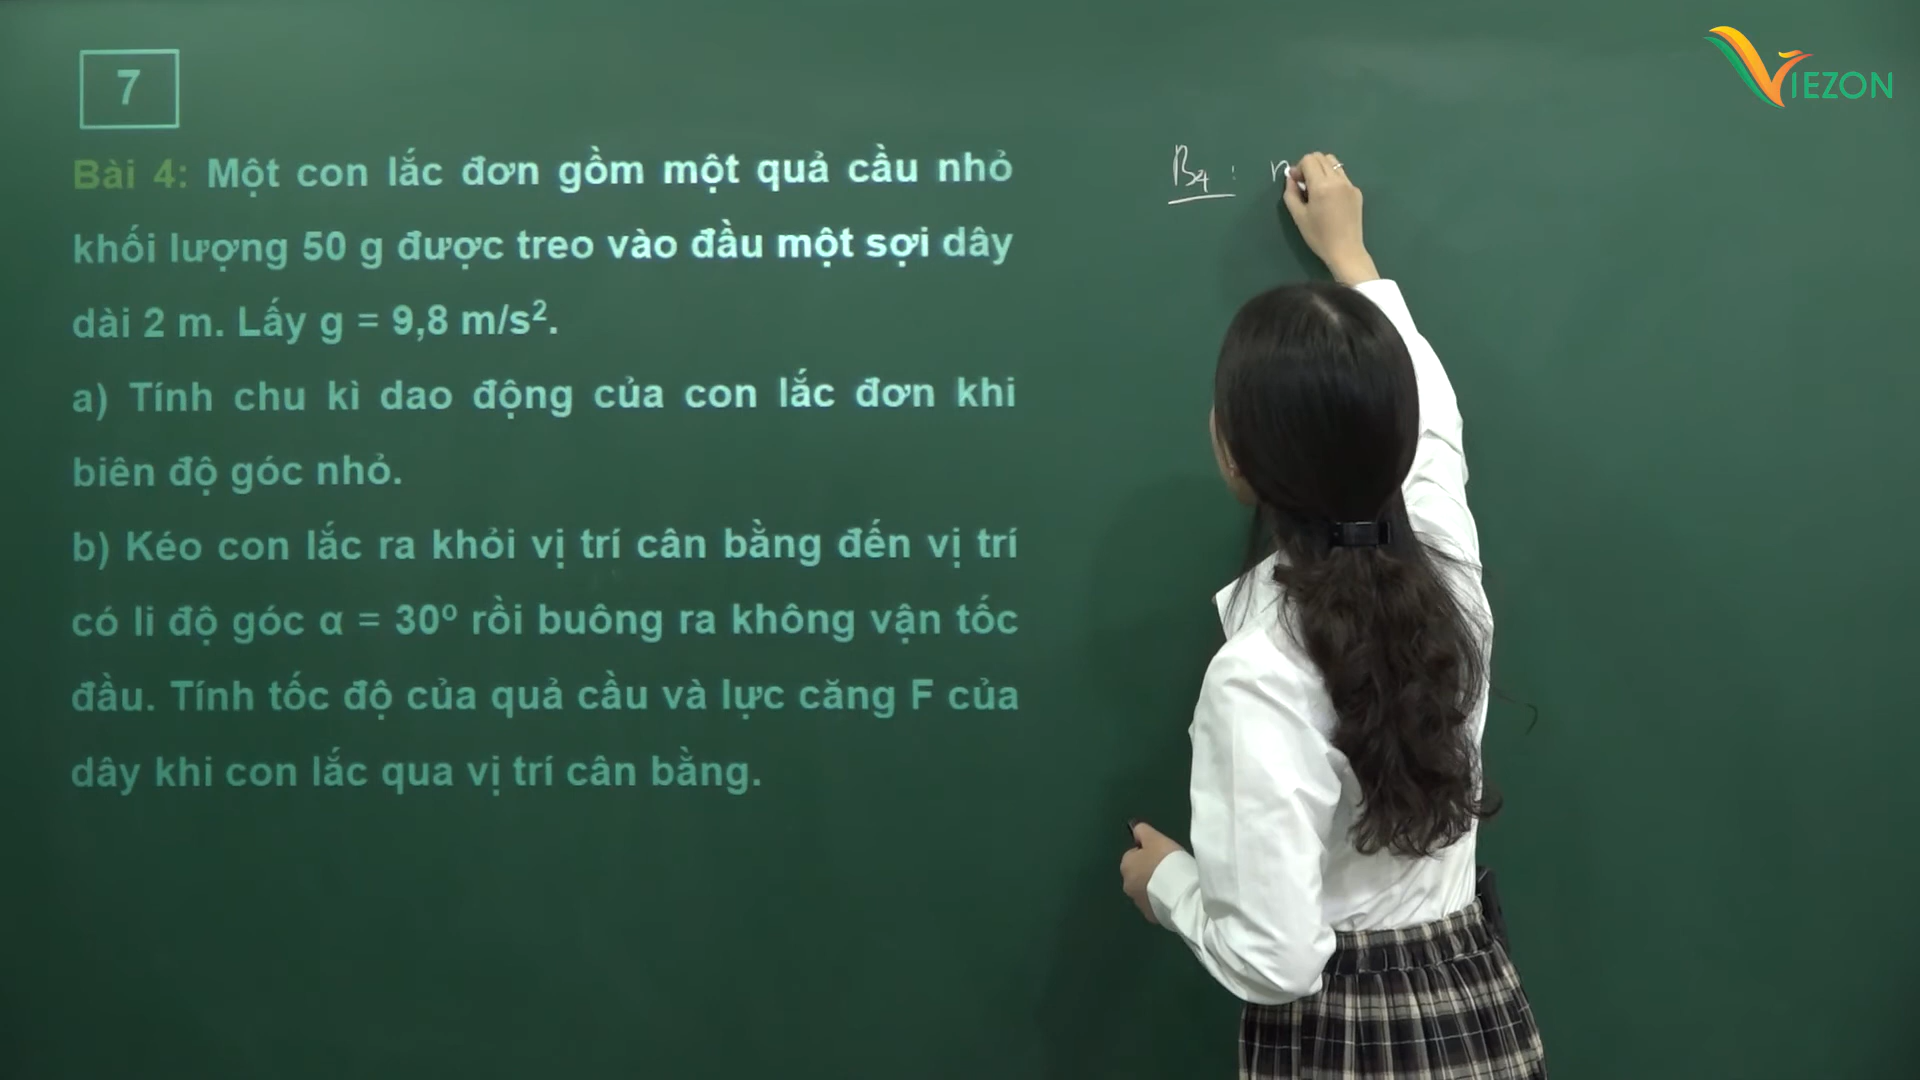 VIEZON
7
Bài 4: Một con lắc đơn gồm một quả cầu nhỏ
khối lượng 50 g được treo vào đầu một sợi dây
dài 2 m. Lấy g = 9,8 m/s².
a) Tính chu kì dao động của con lắc đơn khi
biên độ góc nhỏ.
b) Kéo con lắc ra khỏi vị trí cân bằng đến vị trí
có li độ góc α = 30º rồi buông ra không vận tốc
đầu. Tính tốc độ của quả cầu và lực căng F của
dây khi con lắc qua vị trí cân bằng.
B4 :